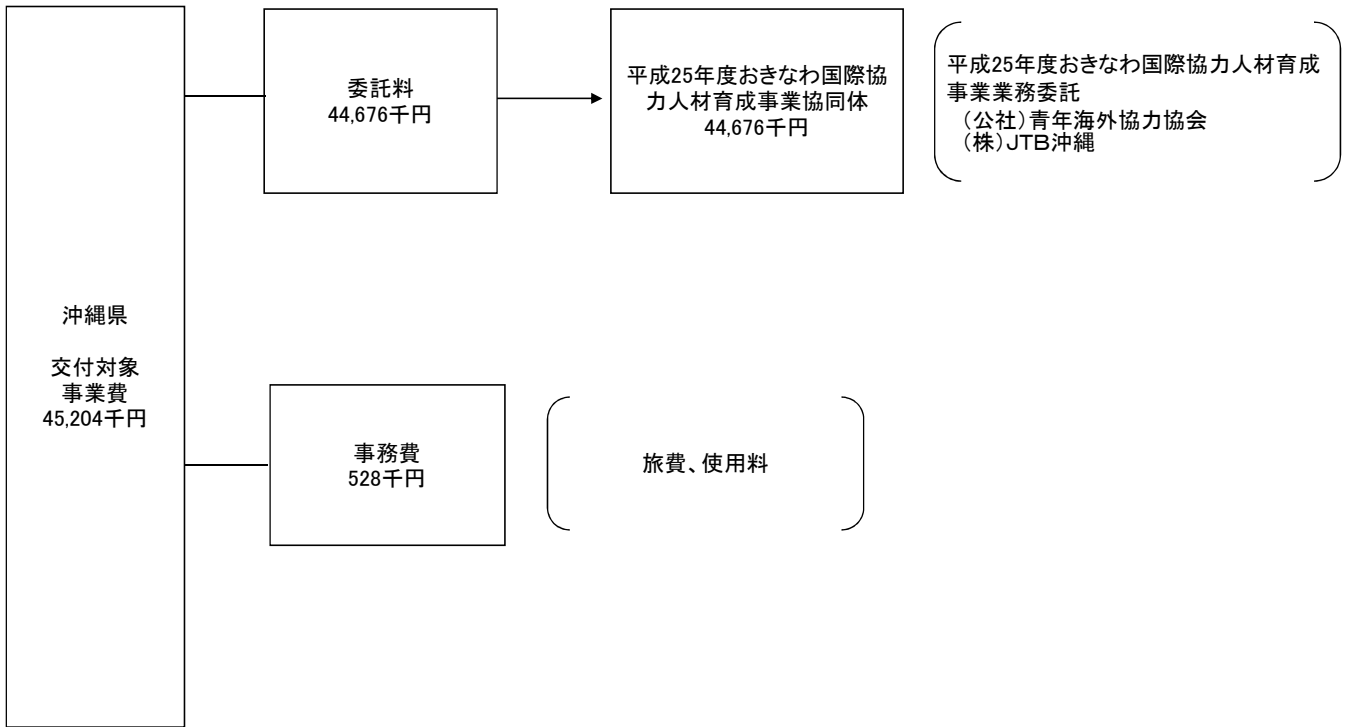 沖縄県
交付対象
事業費
45,204千円
委託料
44,676千円
平成25年度おきなわ国際協
力人材育成事業協同体
44,676千円
平成25年度おきなわ国際協力人材育成
事業業務委託
（公社）青年海外協力協会
（株）JTB沖縄
事務費
528千円
旅費、使用料